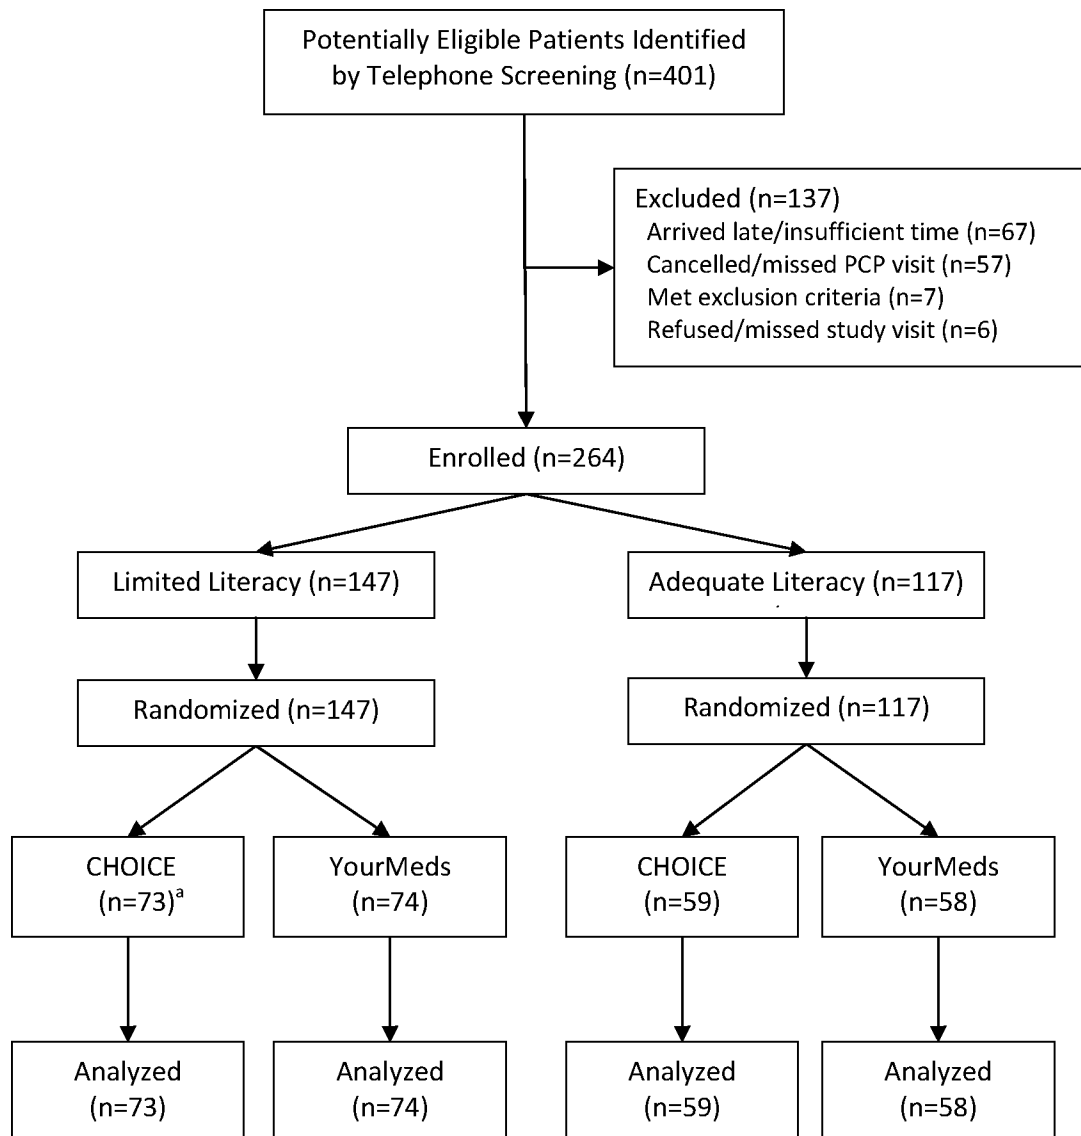 Potentially Eligible Patients Identified
by Telephone Screening (n=401)
Excluded (n=137)
Arrived late/insufficient time (n=67)
Cancelled/missed PCP visit (n=57)
Met exclusion criteria (n=7)
Refused/missed study visit (n=6)
Enrolled (n=264)
Limited Literacy (n=147)
Adequate Literacy (n=117)
Randomized (n=147)
Randomized (n=117)
CHOICE
(n=73)a
YourMeds
(n=74)
CHOICE
(n=59)
YourMeds
(n=58)
Analyzed
(n=73)
Analyzed
(n=74)
Analyzed
(n=59)
Analyzed
(n=58)